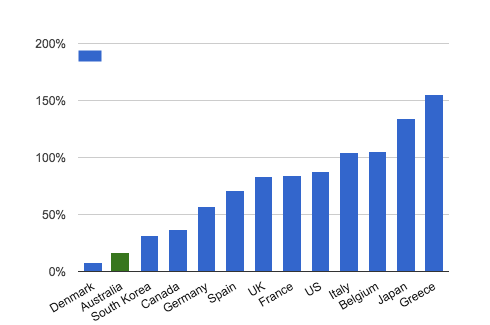 200%
150%
100%
50%
0%
Denmark
Australia
South Korea
Canada
Germany
Spain
UK
France
US
Italy
Belgium
Japan
Greece